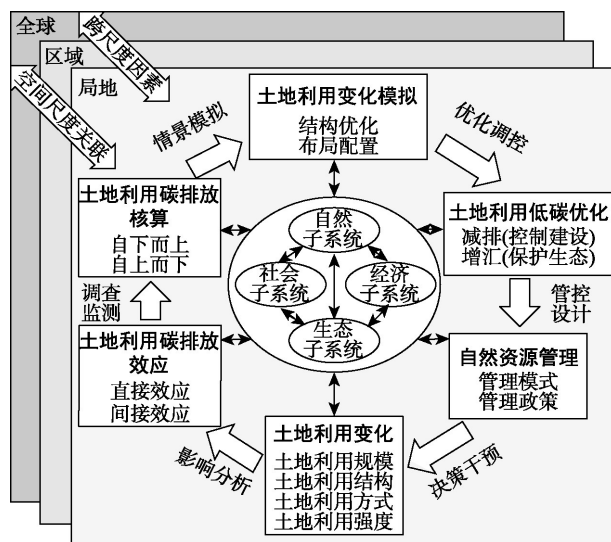 全球
区域
局地
跨尺度因素
空间尺度关联
土地利用变化模拟
结构优化
布局配置
情景模拟
优化调控
土地利用碳排放
核算
自下而上
自上而下
土地利用低碳优化
减排(控制建设)
增汇(保护生态)
自然
子系统
社会
子系统
经济
子系统
生态
子系统
调查
监测
管控
设计
土地利用碳排放
效应
直接效应
间接效应
自然资源管理
管理模式
管理政策
影响分析
决策干预
土地利用变化
土地利用规模
土地利用结构
土地利用方式
土地利用强度